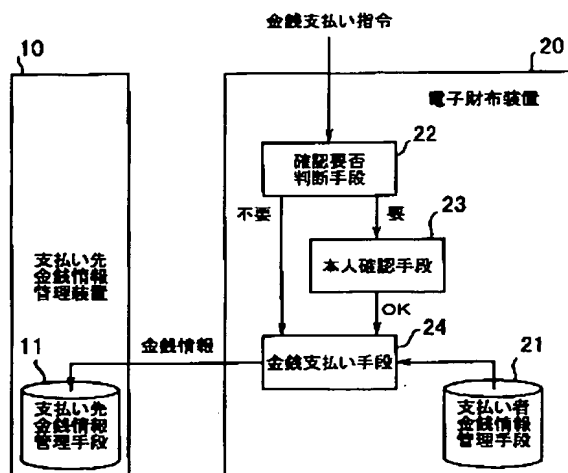 金銭支払い指令
10
20
電子財布装置
22
確認要否
判断手段
不要
要
23
本人確認手段
支払い先
金銭情報
管理装置
OK
24
金銭情報
金銭支払い手段
11
21
支払い先
金銭情報
管理手段
支払い者
金銭情報
管理手段